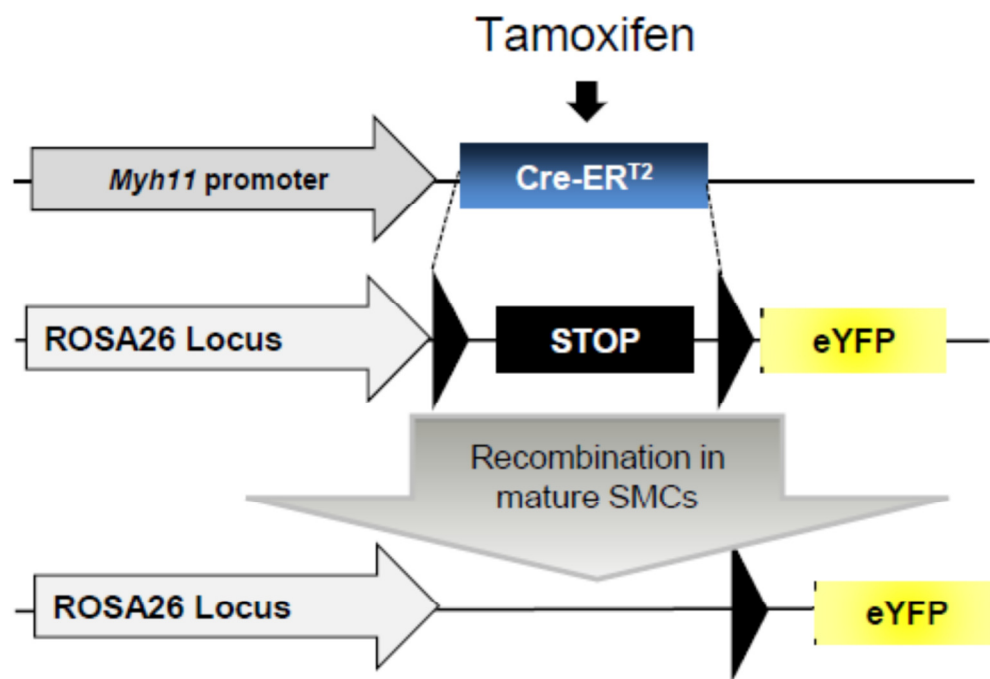 Tamoxifen
Myh11 promoter
Cre-ERT2
ROSA26 Locus
STOP
eYFP
Recombination in
mature SMCs
ROSA26 Locus
eYFP